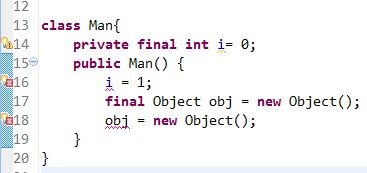 12
13 class Man{
14 private final int i= 0;
15 public Man() {
16 i = 1;
17 final Object obj = new Object();
18 obj = new Object();
19 }
20 }